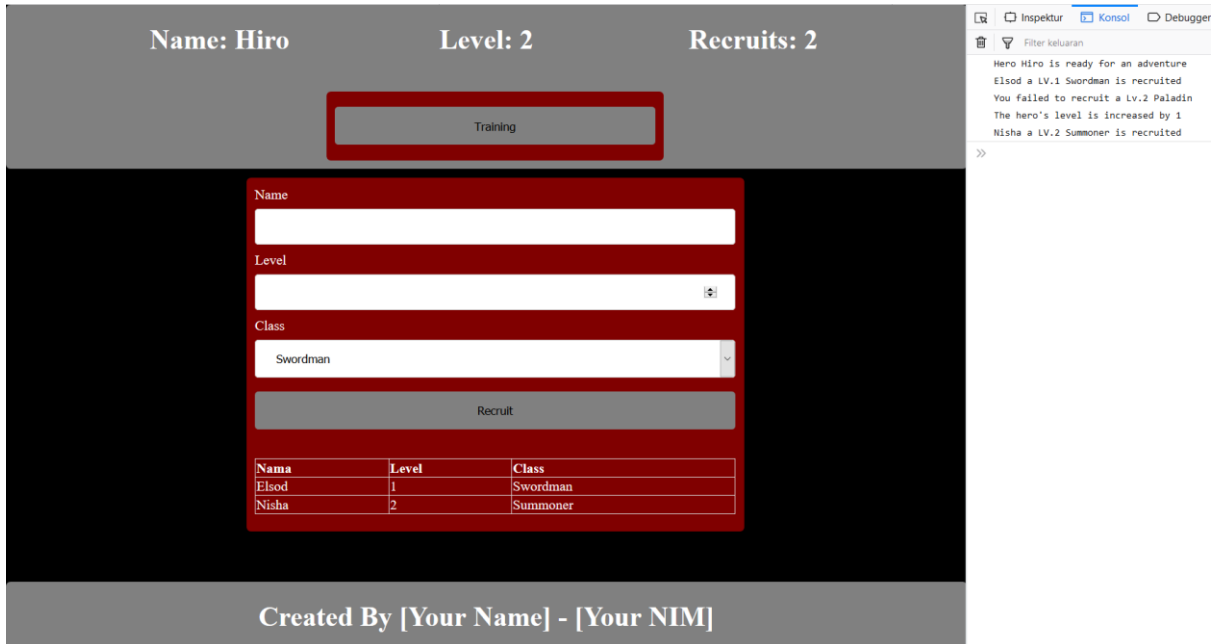 Name: Hiro Level: 2 Recruits: 2
Training
Name
Level
Class
Swordman
Recruit
Nama Level Class
Elsod 1 Swordman
Nisha 2 Summoner
Created By [Your Name] - [Your NIM]
Inspektur Konsol Debugger
Filter keluaran
Hero Hiro is ready for an adventure
Elsod a LV.1 Swordman is recruited
You failed to recruit a Lv.2 Paladin
The hero's level is increased by 1
Nisha a LV.2 Summoner is recruited